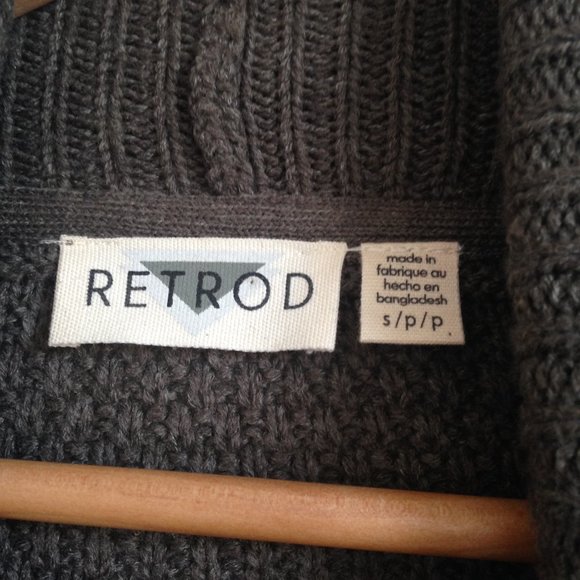 RETROD
made in
fabrique au
hecho en
bangladesh
s/p/p